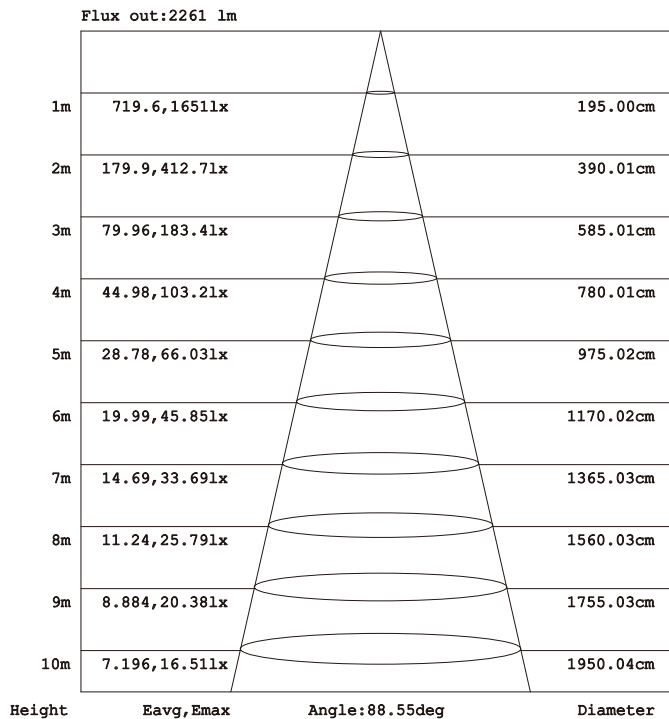 Flux out:2261 lm
1m 719.6,1651lx 195.00cm
2m 179.9,412.7lx 390.01cm
3m 79.96,183.4lx 585.01cm
4m 44.98,103.2lx 780.01cm
5m 28.78,66.03lx 975.02cm
6m 19.99,45.85lx 1170.02cm
7m 14.69,33.69lx 1365.03cm
8m 11.24,25.79lx 1560.03cm
9m 8.884,20.38lx 1755.03cm
10m 7.196,16.51lx 1950.04cm
Height Eavg,Emax Angle:88.55deg Diameter